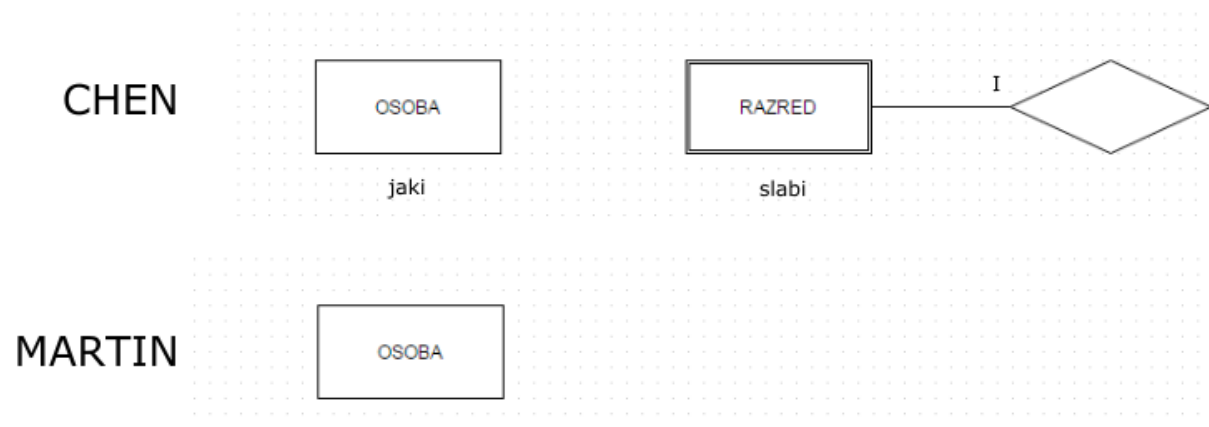 CHEN
OSOBA
RAZRED
I
jaki
slabi
MARTIN
OSOBA